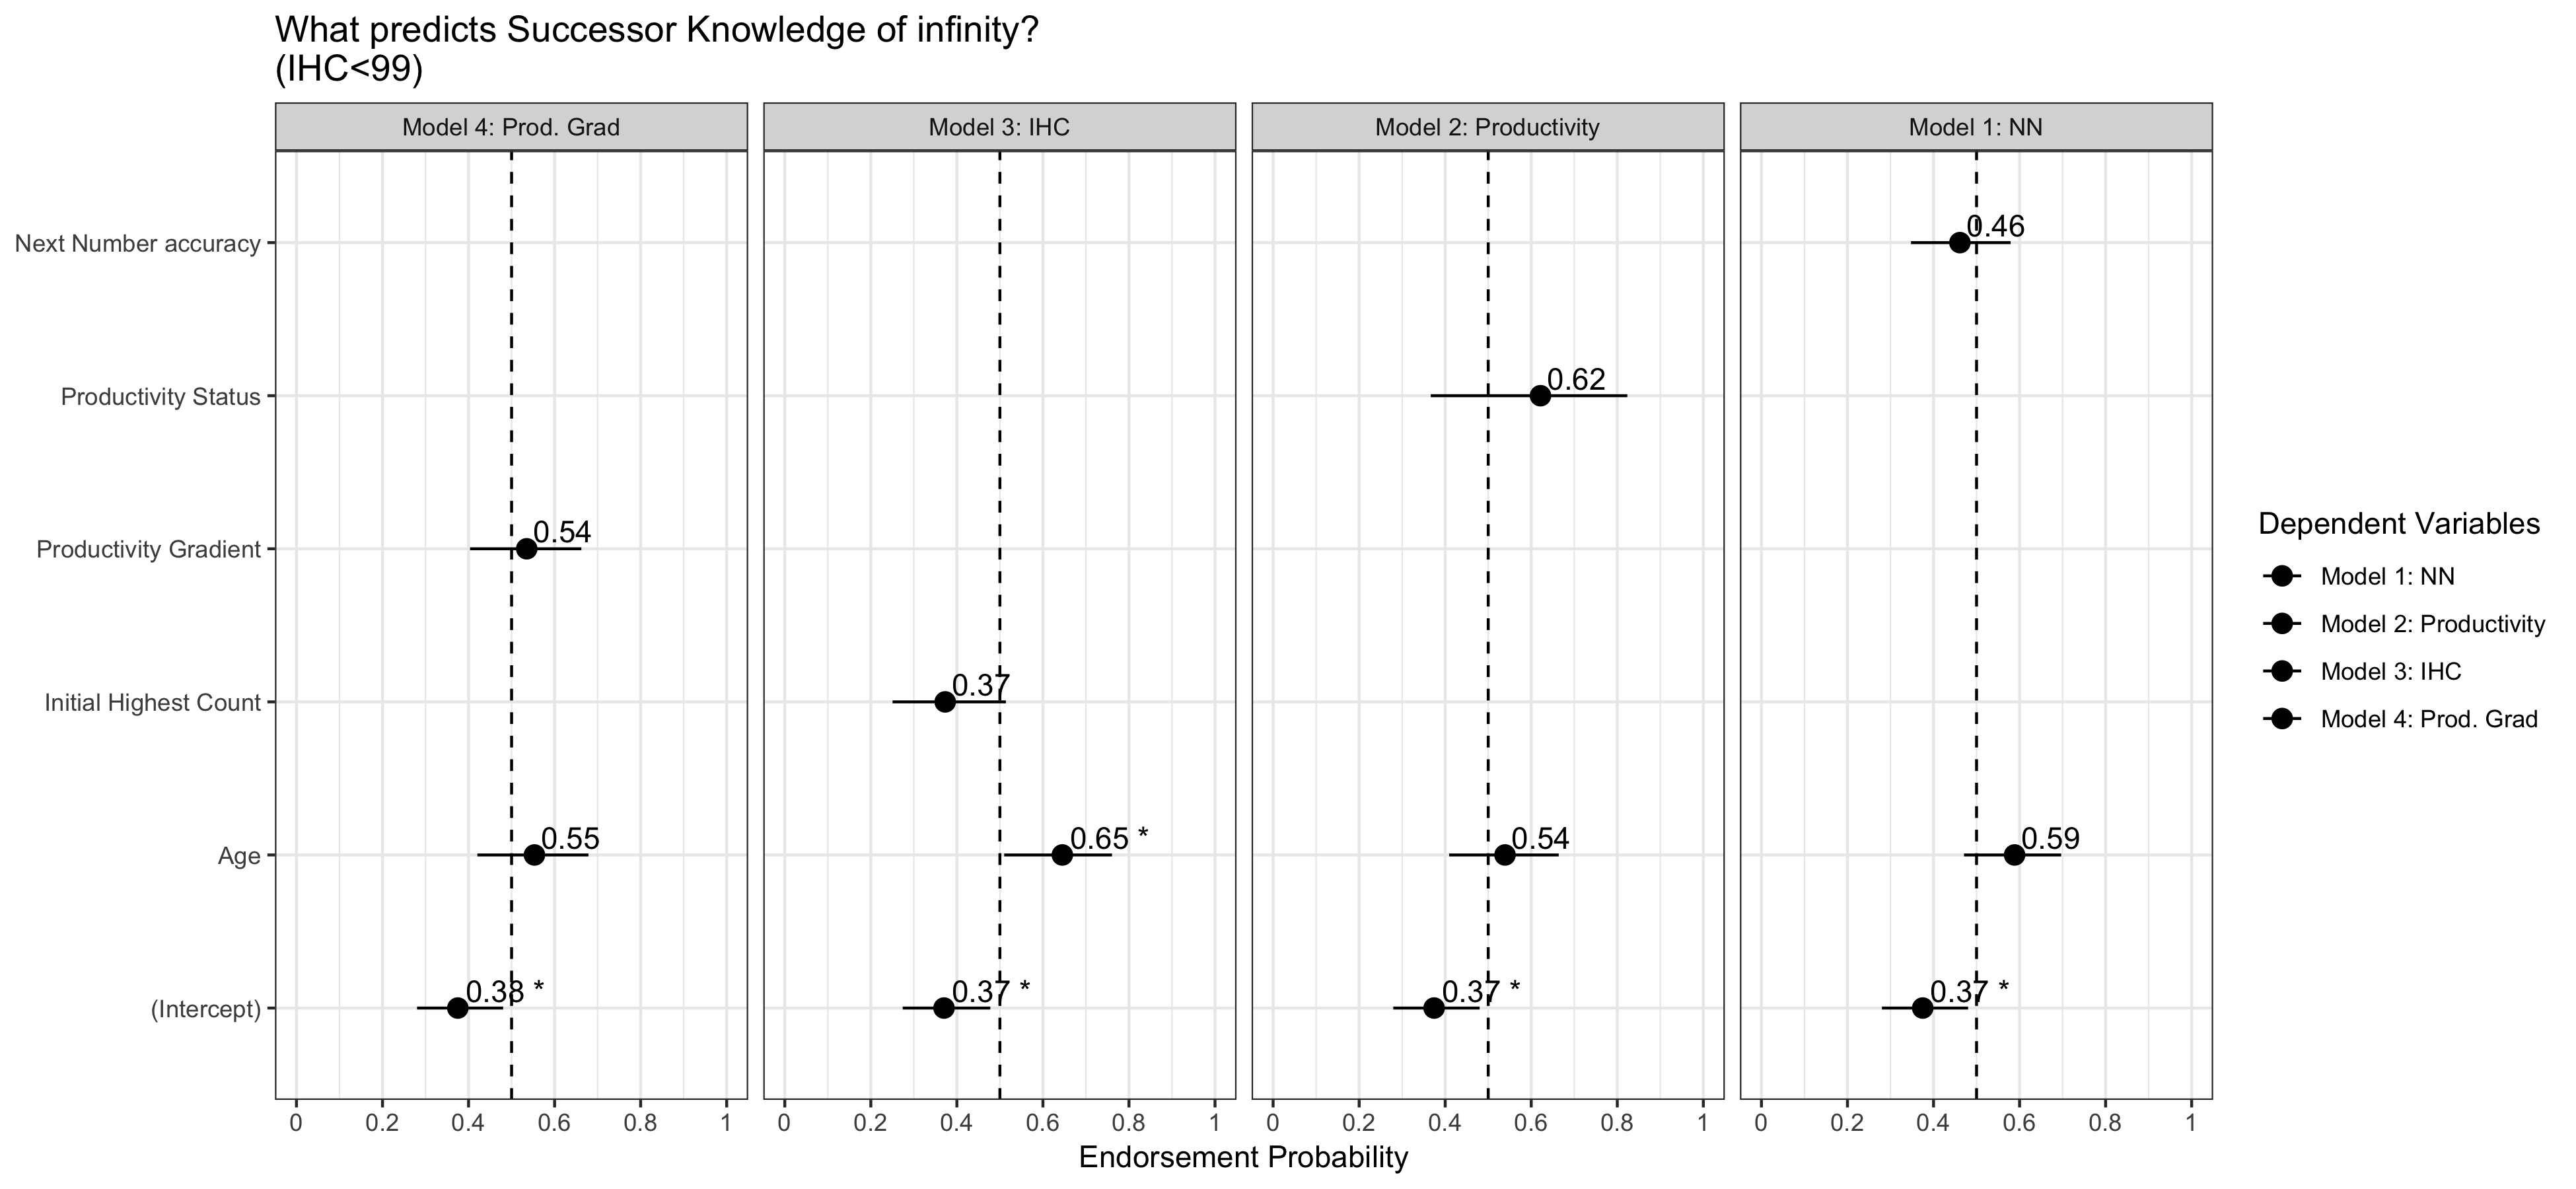 What predicts Successor Knowledge of infinity?
(IHC<99)
Model 4: Prod. Grad
Model 3: IHC
Model 2: Productivity
Model 1: NN
Next Number accuracy
0.46
Productivity Status
0.62
Productivity Gradient
0.54
Initial Highest Count
0.37
Age
0.55
0.65 *
0.54
0.59
(Intercept)
0.38 *
0.37 *
0.37 *
0.37 *
0 0.2 0.4 0.6 0.8 1
0 0.2 0.4 0.6 0.8 1
0 0.2 0.4 0.6 0.8 1
0 0.2 0.4 0.6 0.8 1
Endorsement Probability
Dependent Variables
Model 1: NN
Model 2: Productivity
Model 3: IHC
Model 4: Prod. Grad